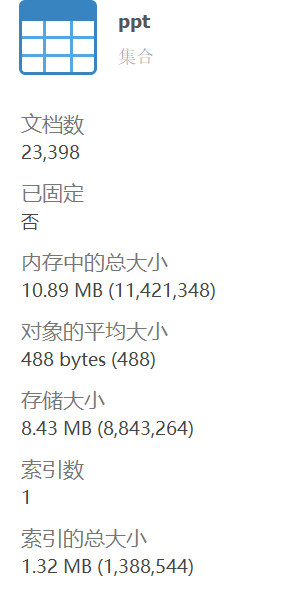 ppt
集合
文档数
23,398
已固定
否
内存中的总大小
10.89 MB (11,421,348)
对象的平均大小
488 bytes (488)
存储大小
8.43 MB (8,843,264)
索引数
1
索引的总大小
1.32 MB (1,388,544)